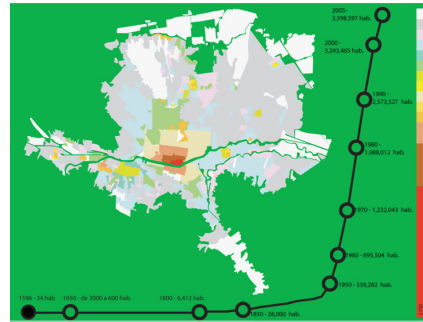 2005 -
3,598,597 hab.
2000 -
3,243,465 hab.
1990 -
2,573,527 hab.
1980 -
1,988,012 hab.
1970 - 1,232,043 hab.
1960 - 695,504 hab.
1950 - 339,282 hab.
1596 - 34 hab.
1650 - de 3000 a 600 hab.
1800 - 6,412 hab.
1850 - 26,000 hab.